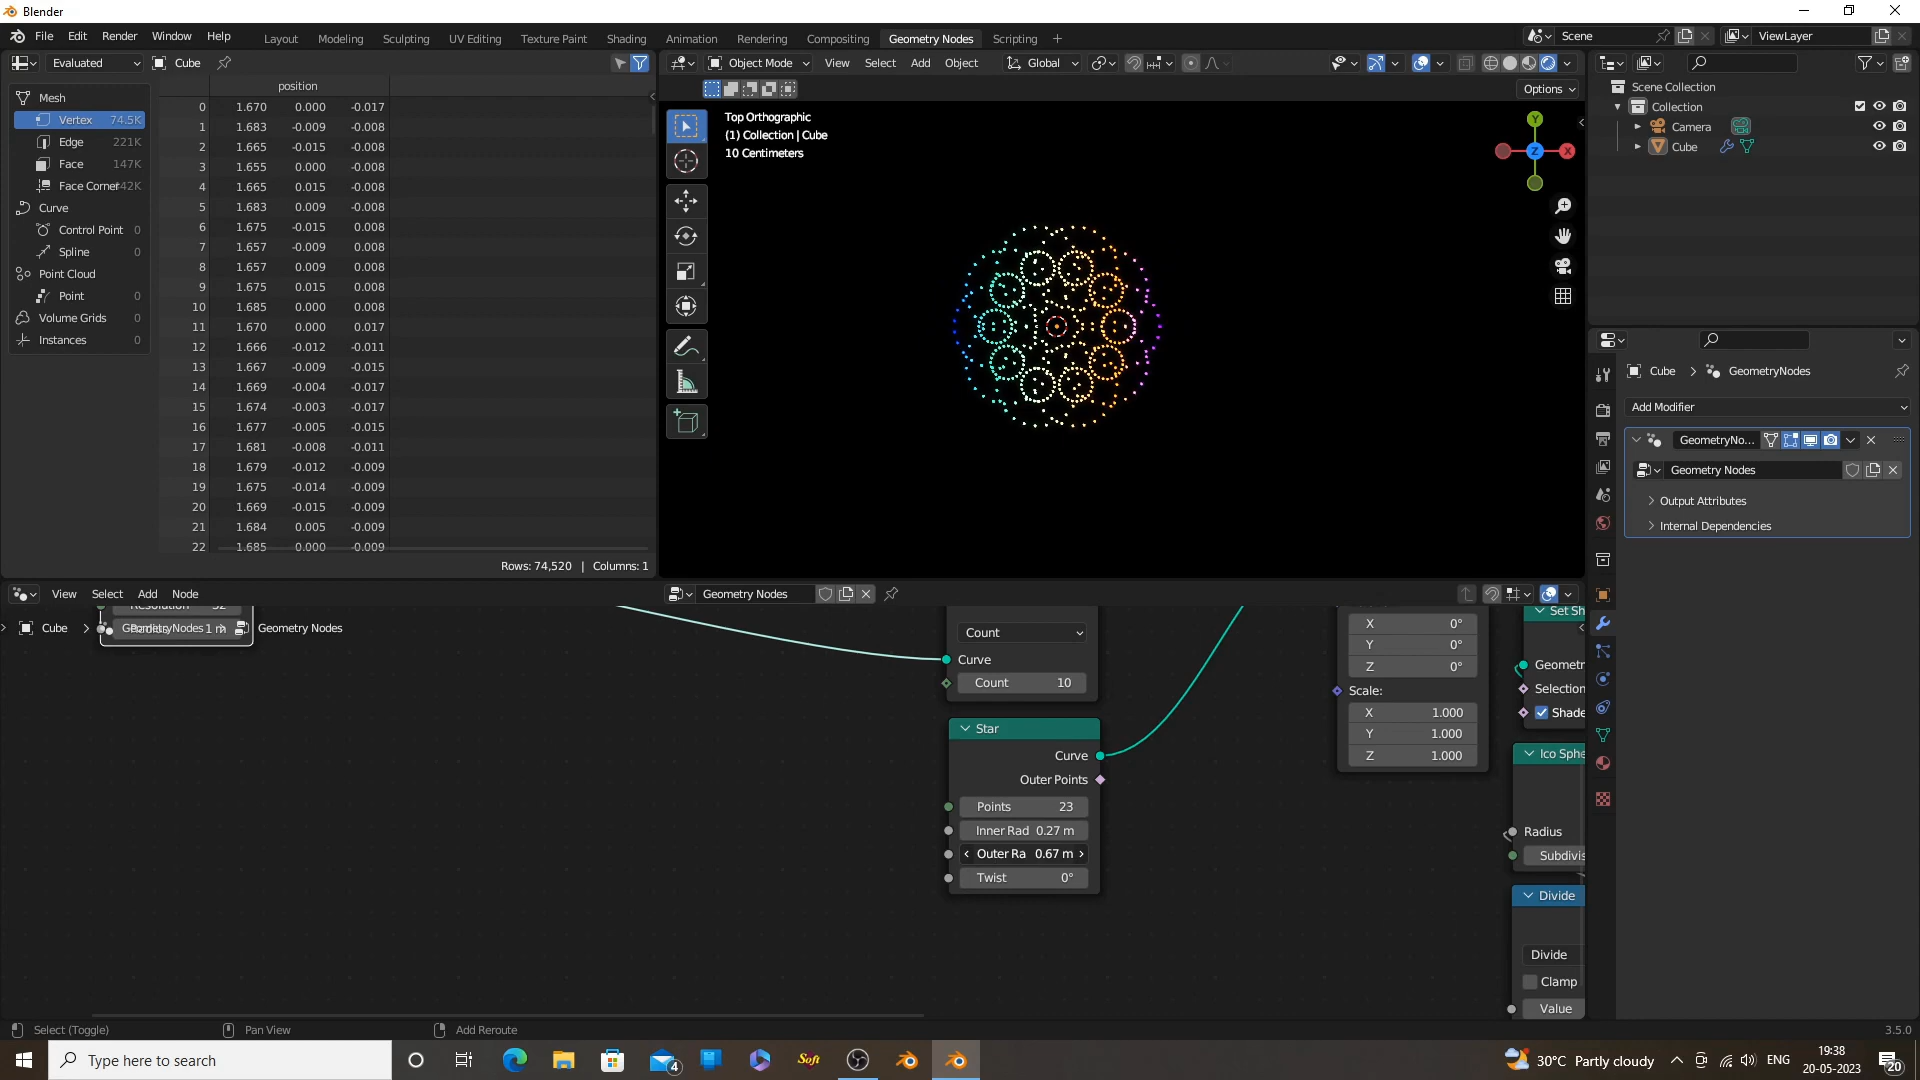 Blender
File Edit Render Window Help Layout Modeling Sculpting UV Editing Texture Paint Shading Animation Rendering Compositing Geometry Nodes Scripting + Scene ViewLayer
Evaluated Cube
position
Mesh
Vertex 74.5K
Edge 221K
Face 147K
Face Corner 42K
Curve
Control Point 0
Spline 0
Point Cloud
Point 0
Volume Grids 0
Instances 0
0 1.670 0.000 -0.017
1 1.683 -0.009 -0.008
2 1.665 -0.015 -0.008
3 1.655 0.000 -0.008
4 1.665 0.015 -0.008
5 1.683 0.009 -0.008
6 1.675 -0.015 0.008
7 1.657 -0.009 0.008
8 1.657 0.009 0.008
9 1.675 0.015 0.008
10 1.685 0.000 0.008
11 1.670 0.000 0.017
12 1.666 -0.012 -0.011
13 1.667 -0.009 -0.015
14 1.669 -0.004 -0.017
15 1.674 -0.003 -0.017
16 1.677 -0.005 -0.015
17 1.681 -0.008 -0.011
18 1.679 -0.012 -0.009
19 1.675 -0.014 -0.009
20 1.669 -0.015 -0.009
21 1.684 0.005 -0.009
22 1.685 0.000 -0.009
Rows: 74,520 | Columns: 1
Object Mode View Select Add Object Global
Options
Top Orthographic
(1) Collection | Cube
10 Centimeters
Y
Z X
Scene Collection
Collection
Camera
Cube
Cube > GeometryNodes
Add Modifier
GeometryNo...
Geometry Nodes
Output Attributes
Internal Dependencies
View Select Add Node Geometry Nodes
Resolution 32
Radius 1 m
Cube > GeometryNodes > Geometry Nodes
Count
Curve
Count 10
Star
Curve
Outer Points
Points 23
Inner Rad 0.27 m
Outer Ra 0.67 m
Twist 0°
X 0°
Y 0°
Z 0°
Scale:
X 1.000
Y 1.000
Z 1.000
Set Sh
Geometr
Selection
Shade
Ico Sphe
Radius
Subdivis
Divide
Divide
Clamp
Value
Select (Toggle) Pan View Add Reroute 3.5.0
Type here to search
4
Soft
30°C Partly cloudy
ENG
19:38
20-05-2023
20